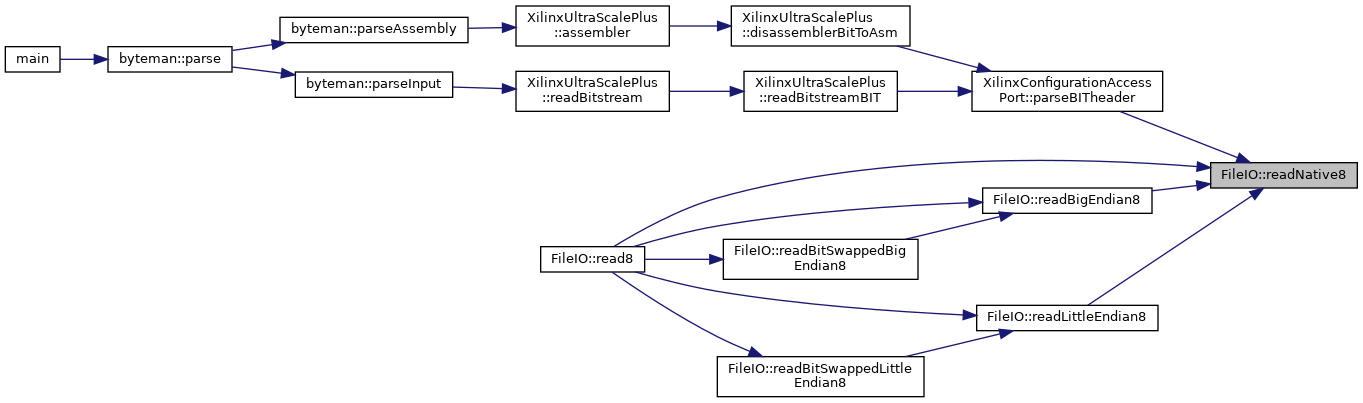 main
byteman::parse
byteman::parseAssembly
byteman::parseInput
XilinxUltraScalePlus
::assembler
XilinxUltraScalePlus
::readBitstream
XilinxUltraScalePlus
::disassemblerBitToAsm
XilinxUltraScalePlus
::readBitstreamBIT
XilinxConfigurationAccess
Port::parseBITheader
FileIO::readNative8
FileIO::readBigEndian8
FileIO::read8
FileIO::readBitSwappedBig
Endian8
FileIO::readLittleEndian8
FileIO::readBitSwappedLittle
Endian8